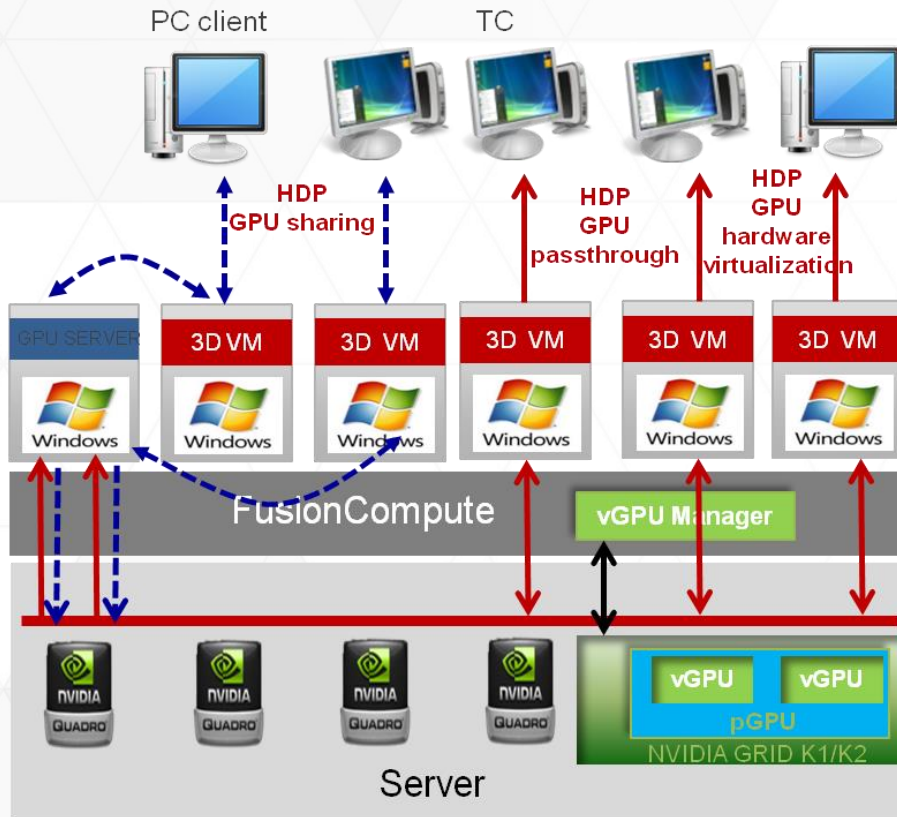 PC client
TC
HDP
GPU sharing
HDP
GPU
passthrough
HDP
GPU
hardware
virtualization
GPU SERVER
3D VM
3D VM
3D VM
3D VM
3D VM
Windows
Windows
Windows
Windows
Windows
Windows
FusionCompute
vGPU Manager
NVIDIA
QUADRO
NVIDIA
QUADRO
NVIDIA
QUADRO
NVIDIA
QUADRO
vGPU
vGPU
pGPU
NVIDIA GRID K1/K2
Server